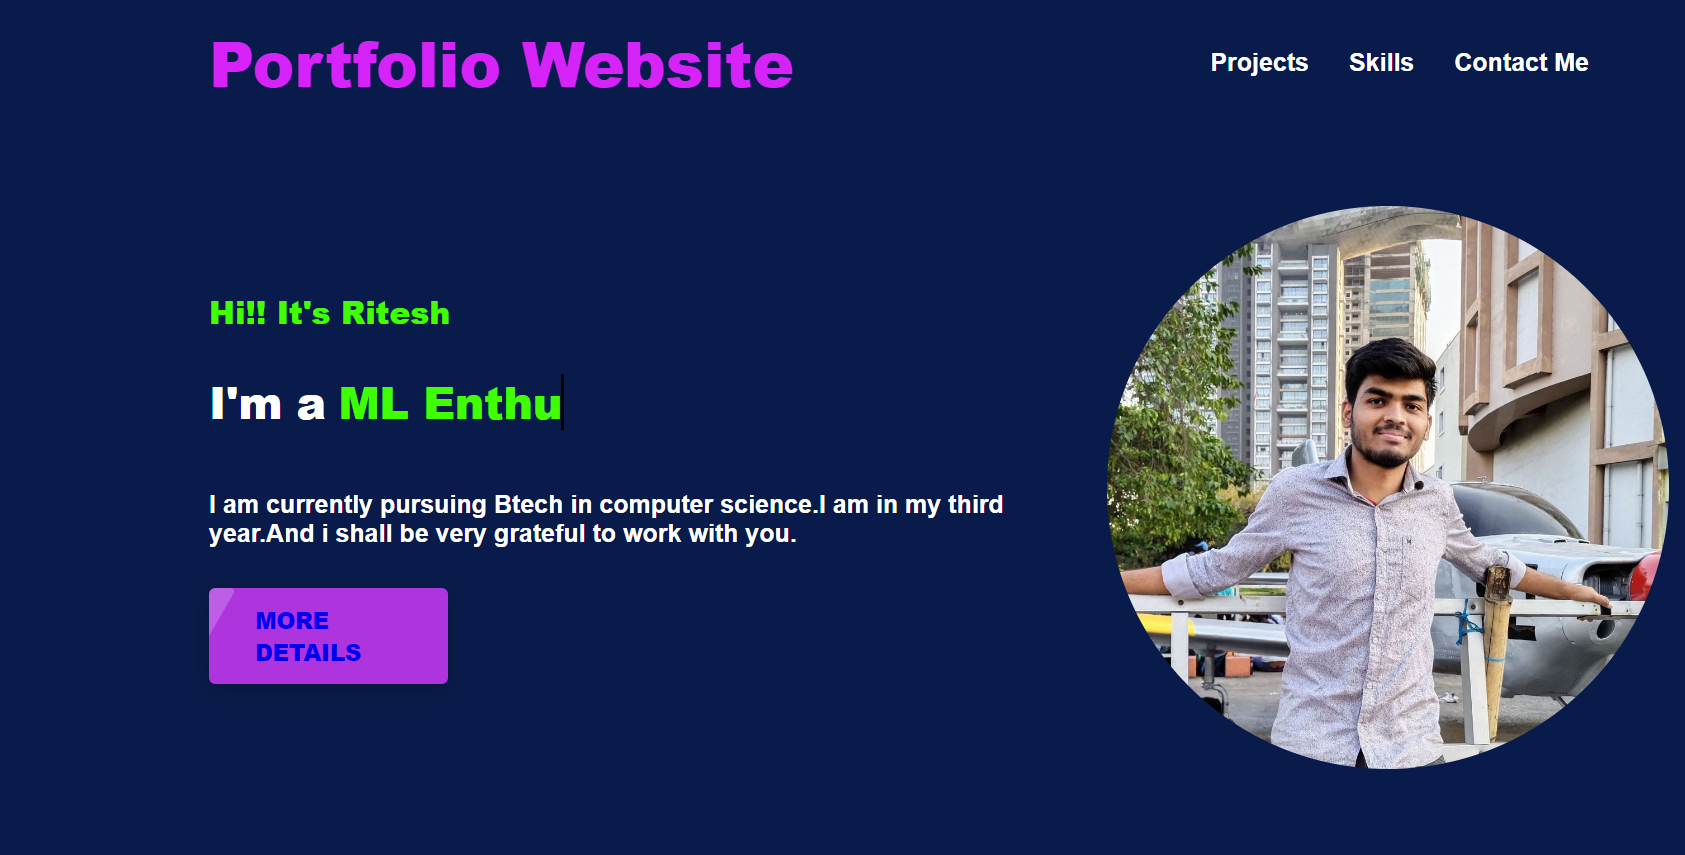 Portfolio Website
Projects Skills Contact Me
Hi!! It's Ritesh
I'm a ML Enthu
I am currently pursuing Btech in computer science.I am in my third
year.And i shall be very grateful to work with you.
MORE
DETAILS